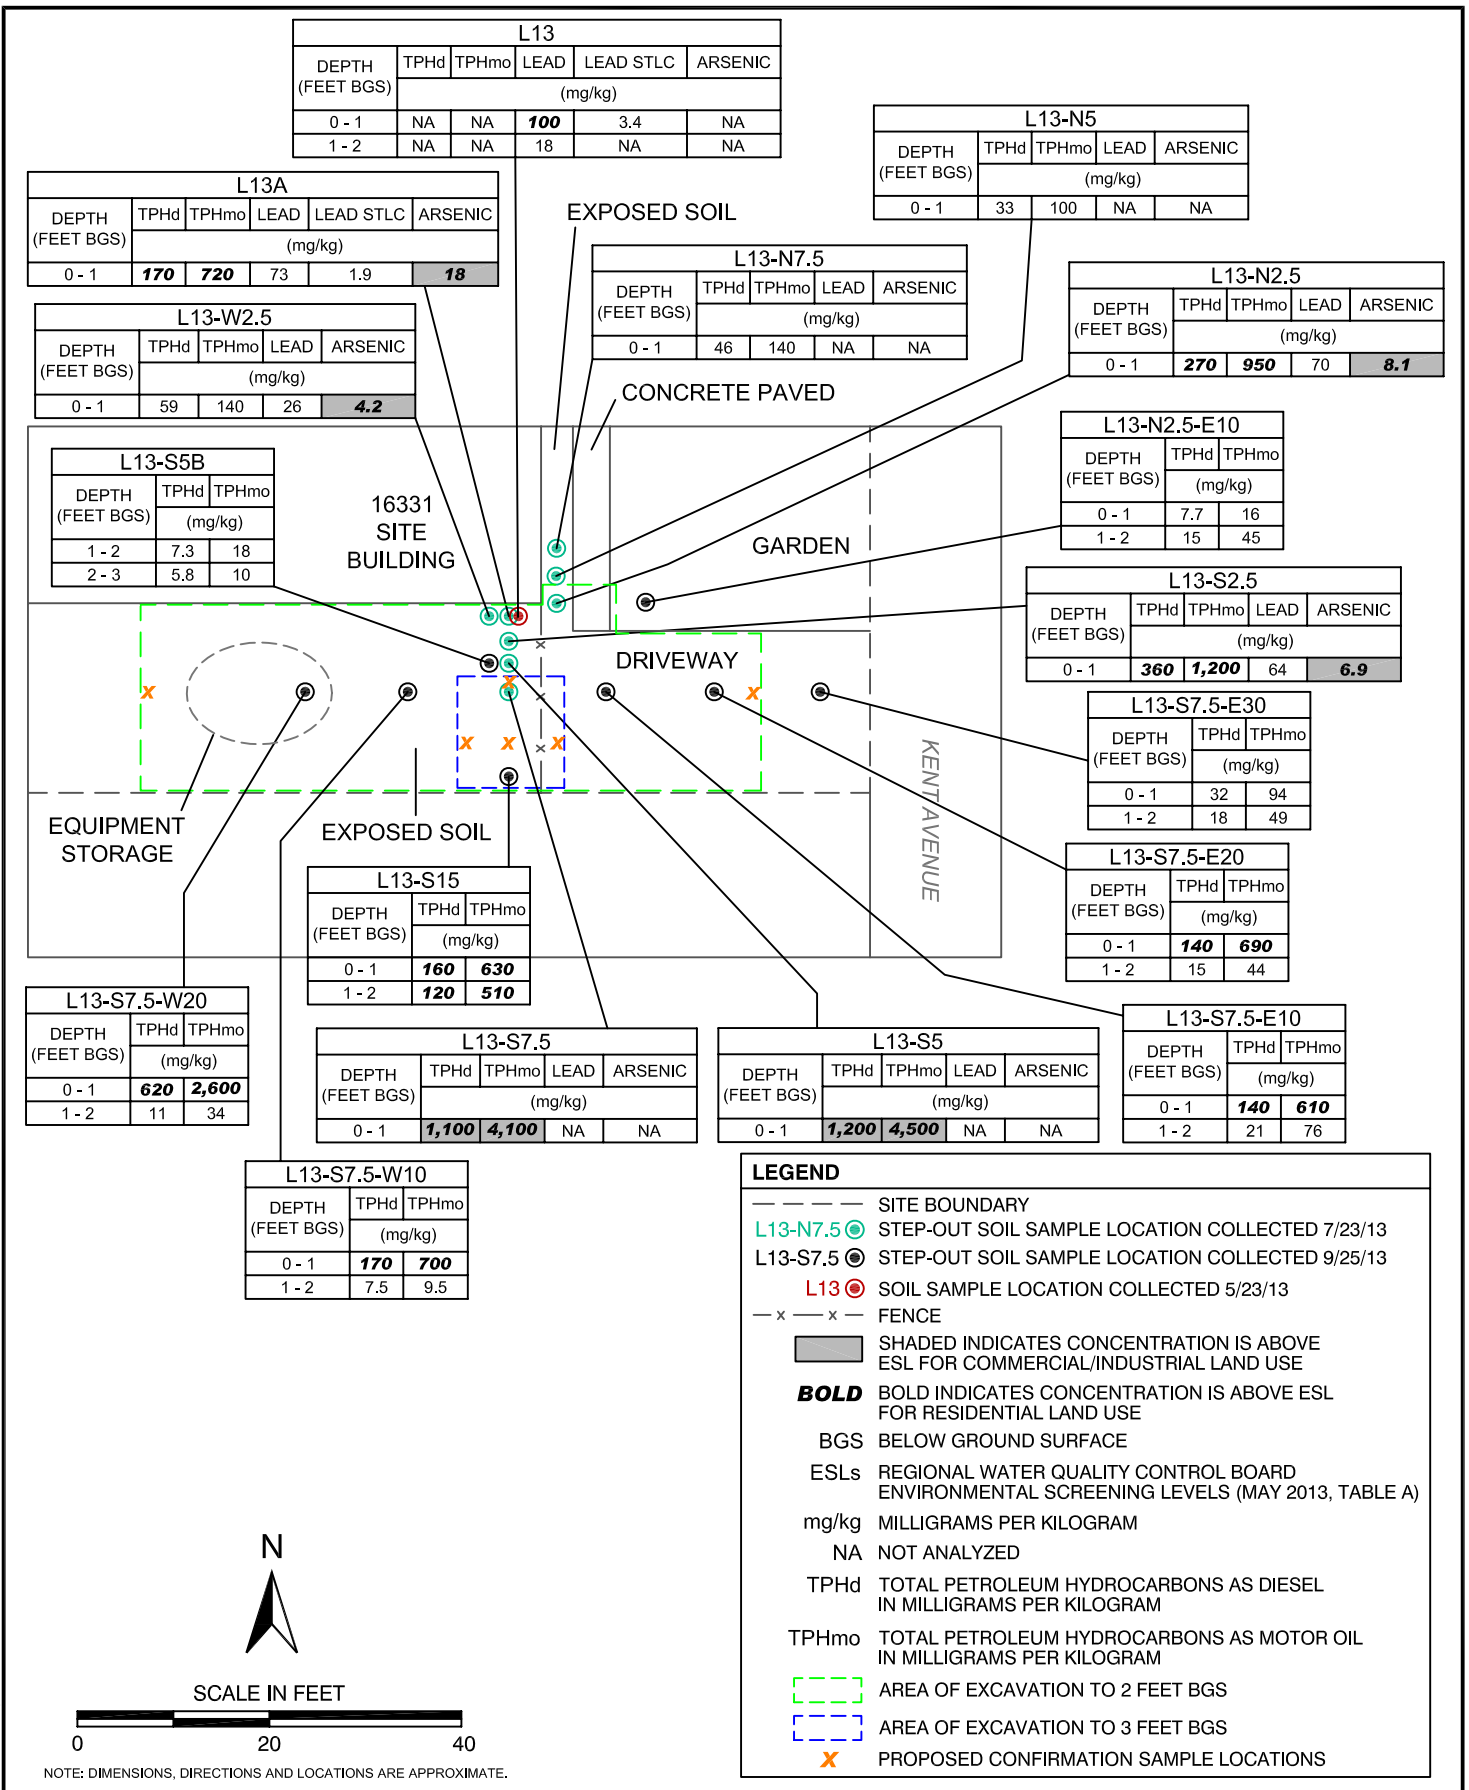 L13
DEPTH (FEET BGS) TPHd TPHmo LEAD LEAD STLC ARSENIC
(mg/kg)
0 - 1 NA NA 100 3.4 NA
1 - 2 NA NA 18 NA NA
L13-N5
DEPTH (FEET BGS) TPHd TPHmo LEAD ARSENIC
(mg/kg)
0 - 1 33 100 NA NA
L13A
DEPTH (FEET BGS) TPHd TPHmo LEAD LEAD STLC ARSENIC
(mg/kg)
0 - 1 170 720 73 1.9 18
EXPOSED SOIL
L13-N7.5
DEPTH (FEET BGS) TPHd TPHmo LEAD ARSENIC
(mg/kg)
0 - 1 46 140 NA NA
L13-N2.5
DEPTH (FEET BGS) TPHd TPHmo LEAD ARSENIC
(mg/kg)
0 - 1 270 950 70 8.1
L13-W2.5
DEPTH (FEET BGS) TPHd TPHmo LEAD ARSENIC
(mg/kg)
0 - 1 59 140 26 4.2
CONCRETE PAVED
L13-N2.5-E10
DEPTH (FEET BGS) TPHd TPHmo
(mg/kg)
0 - 1 7.7 16
1 - 2 15 45
L13-S5B
DEPTH (FEET BGS) TPHd TPHmo
(mg/kg)
1 - 2 7.3 18
2 - 3 5.8 10
16331
SITE
BUILDING
GARDEN
L13-S2.5
DEPTH (FEET BGS) TPHd TPHmo LEAD ARSENIC
(mg/kg)
0 - 1 360 1,200 64 6.9
DRIVEWAY
x
x
x
X
X
X
X
X
X
L13-S7.5-E30
DEPTH (FEET BGS) TPHd TPHmo
(mg/kg)
0 - 1 32 94
1 - 2 18 49
KENT AVENUE
EQUIPMENT
STORAGE
EXPOSED SOIL
L13-S7.5-E20
DEPTH (FEET BGS) TPHd TPHmo
(mg/kg)
0 - 1 140 690
1 - 2 15 44
L13-S15
DEPTH (FEET BGS) TPHd TPHmo
(mg/kg)
0 - 1 160 630
1 - 2 120 510
L13-S7.5-W20
DEPTH (FEET BGS) TPHd TPHmo
(mg/kg)
0 - 1 620 2,600
1 - 2 11 34
L13-S7.5
DEPTH (FEET BGS) TPHd TPHmo LEAD ARSENIC
(mg/kg)
0 - 1 1,100 4,100 NA NA
L13-S5
DEPTH (FEET BGS) TPHd TPHmo LEAD ARSENIC
(mg/kg)
0 - 1 1,200 4,500 NA NA
L13-S7.5-E10
DEPTH (FEET BGS) TPHd TPHmo
(mg/kg)
0 - 1 140 610
1 - 2 21 76
L13-S7.5-W10
DEPTH (FEET BGS) TPHd TPHmo
(mg/kg)
0 - 1 170 700
1 - 2 7.5 9.5
LEGEND
SITE BOUNDARY
L13-N7.5 STEP-OUT SOIL SAMPLE LOCATION COLLECTED 7/23/13
L13-S7.5 STEP-OUT SOIL SAMPLE LOCATION COLLECTED 9/25/13
L13 SOIL SAMPLE LOCATION COLLECTED 5/23/13
x x FENCE
SHADED INDICATES CONCENTRATION IS ABOVE
ESL FOR COMMERCIAL/INDUSTRIAL LAND USE
BOLD BOLD INDICATES CONCENTRATION IS ABOVE ESL
FOR RESIDENTIAL LAND USE
BGS BELOW GROUND SURFACE
ESLs REGIONAL WATER QUALITY CONTROL BOARD
ENVIRONMENTAL SCREENING LEVELS (MAY 2013, TABLE A)
mg/kg MILLIGRAMS PER KILOGRAM
NA NOT ANALYZED
TPHd TOTAL PETROLEUM HYDROCARBONS AS DIESEL
IN MILLIGRAMS PER KILOGRAM
TPHmo TOTAL PETROLEUM HYDROCARBONS AS MOTOR OIL
IN MILLIGRAMS PER KILOGRAM
AREA OF EXCAVATION TO 2 FEET BGS
AREA OF EXCAVATION TO 3 FEET BGS
X PROPOSED CONFIRMATION SAMPLE LOCATIONS
N
SCALE IN FEET
0 20 40
NOTE: DIMENSIONS, DIRECTIONS AND LOCATIONS ARE APPROXIMATE.